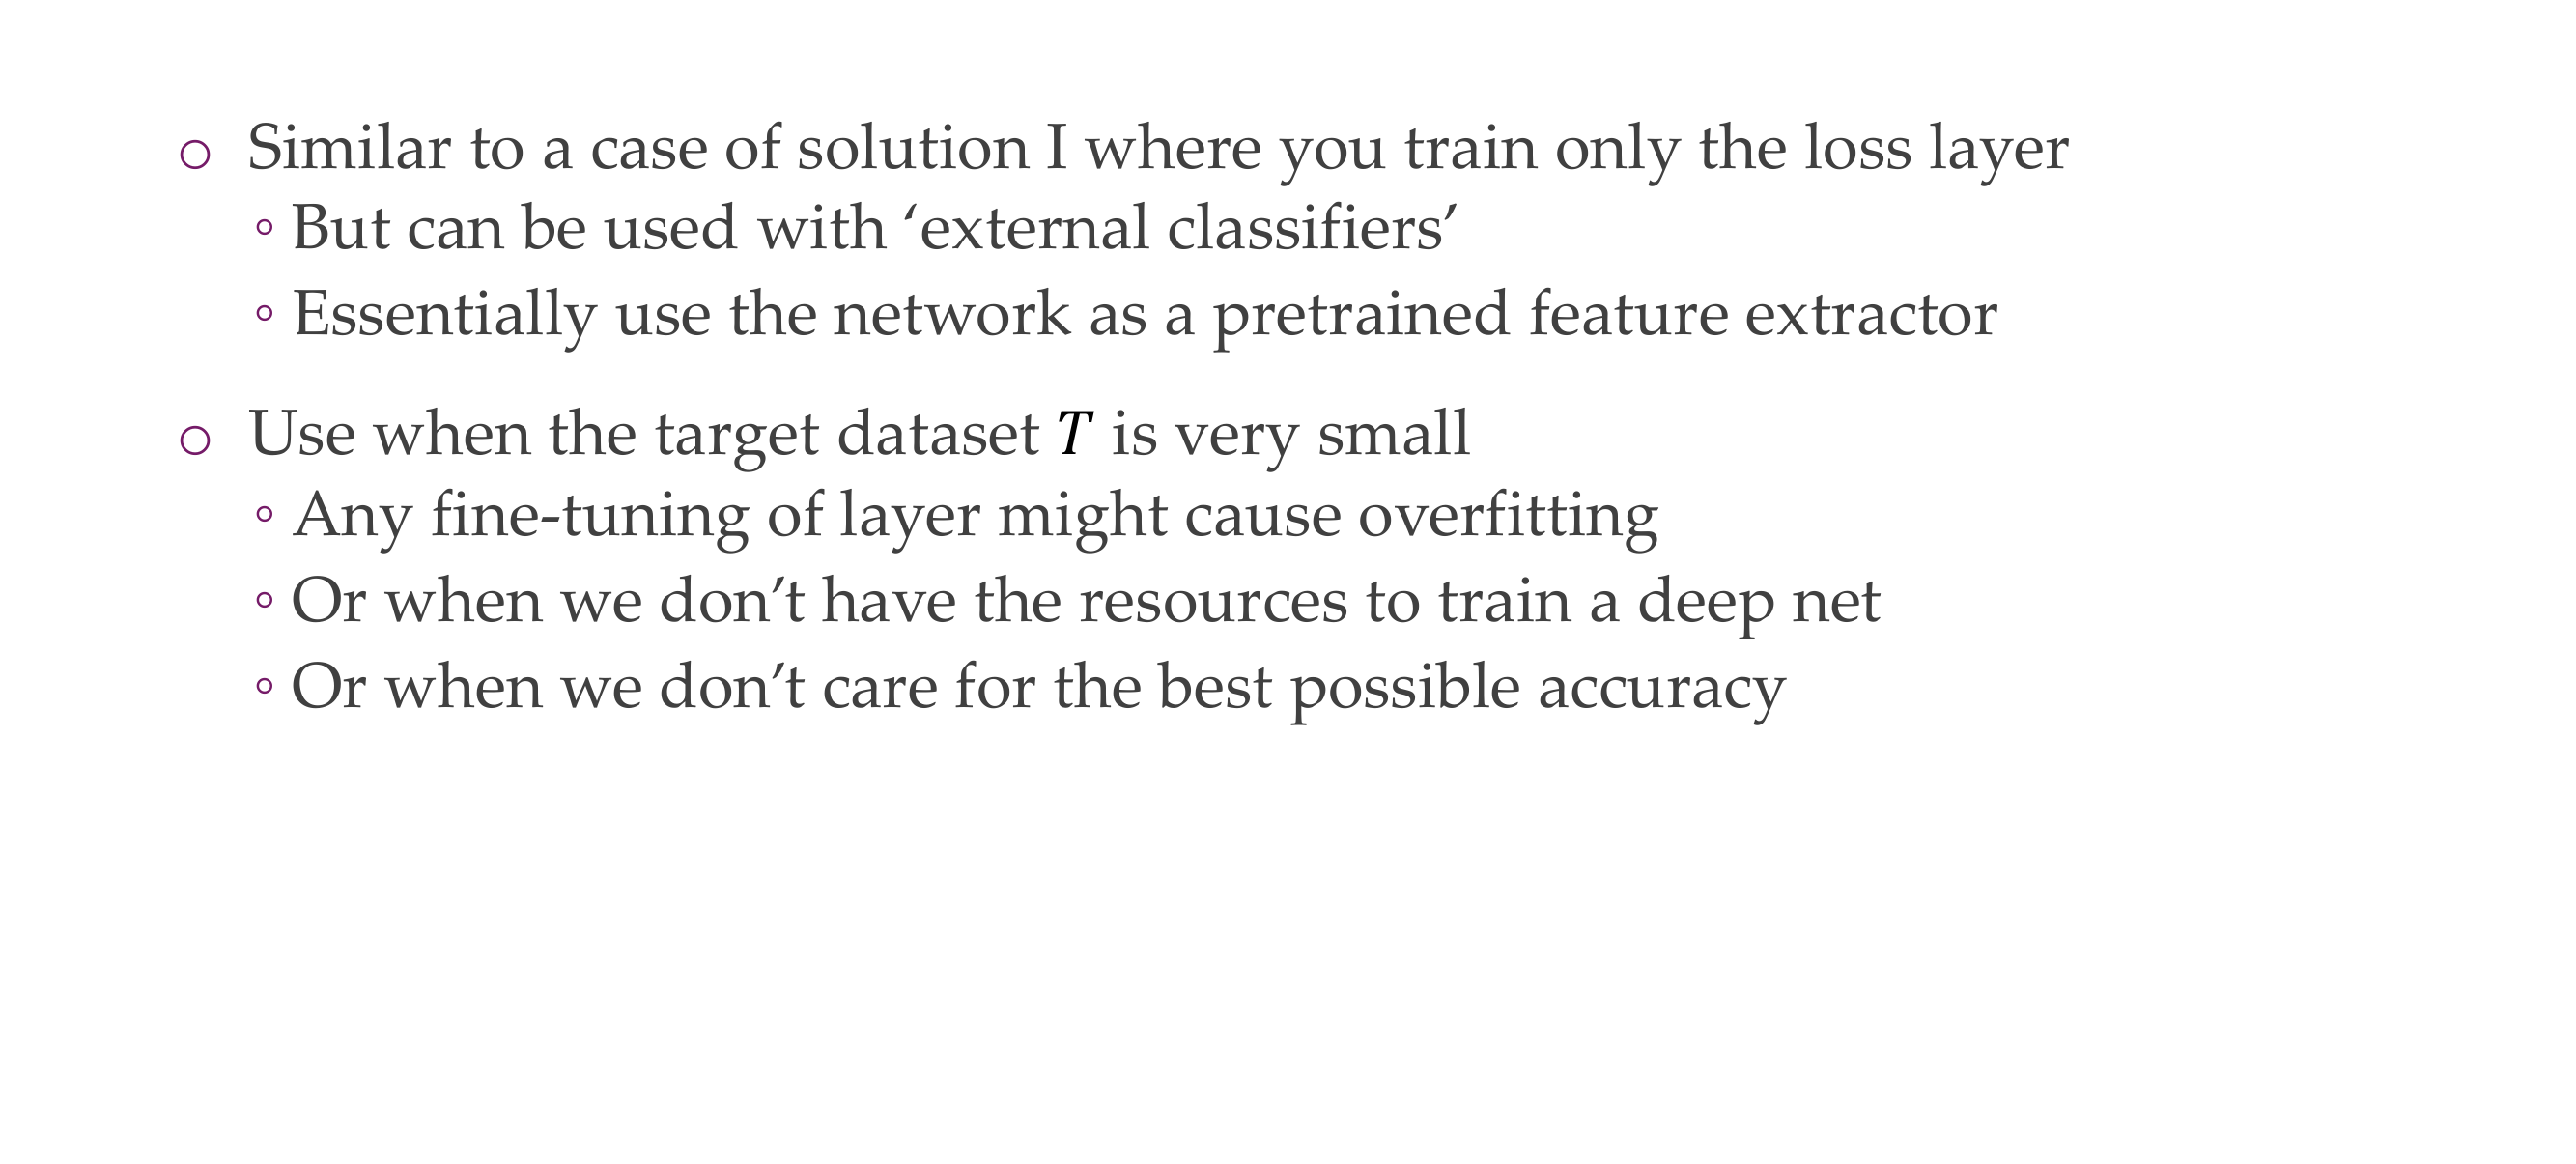 ○ Similar to a case of solution I where you train only the loss layer
◦ But can be used with ‘external classifiers’
◦ Essentially use the network as a pretrained feature extractor
○ Use when the target dataset T is very small
◦ Any fine-tuning of layer might cause overfitting
◦ Or when we don’t have the resources to train a deep net
◦ Or when we don’t care for the best possible accuracy